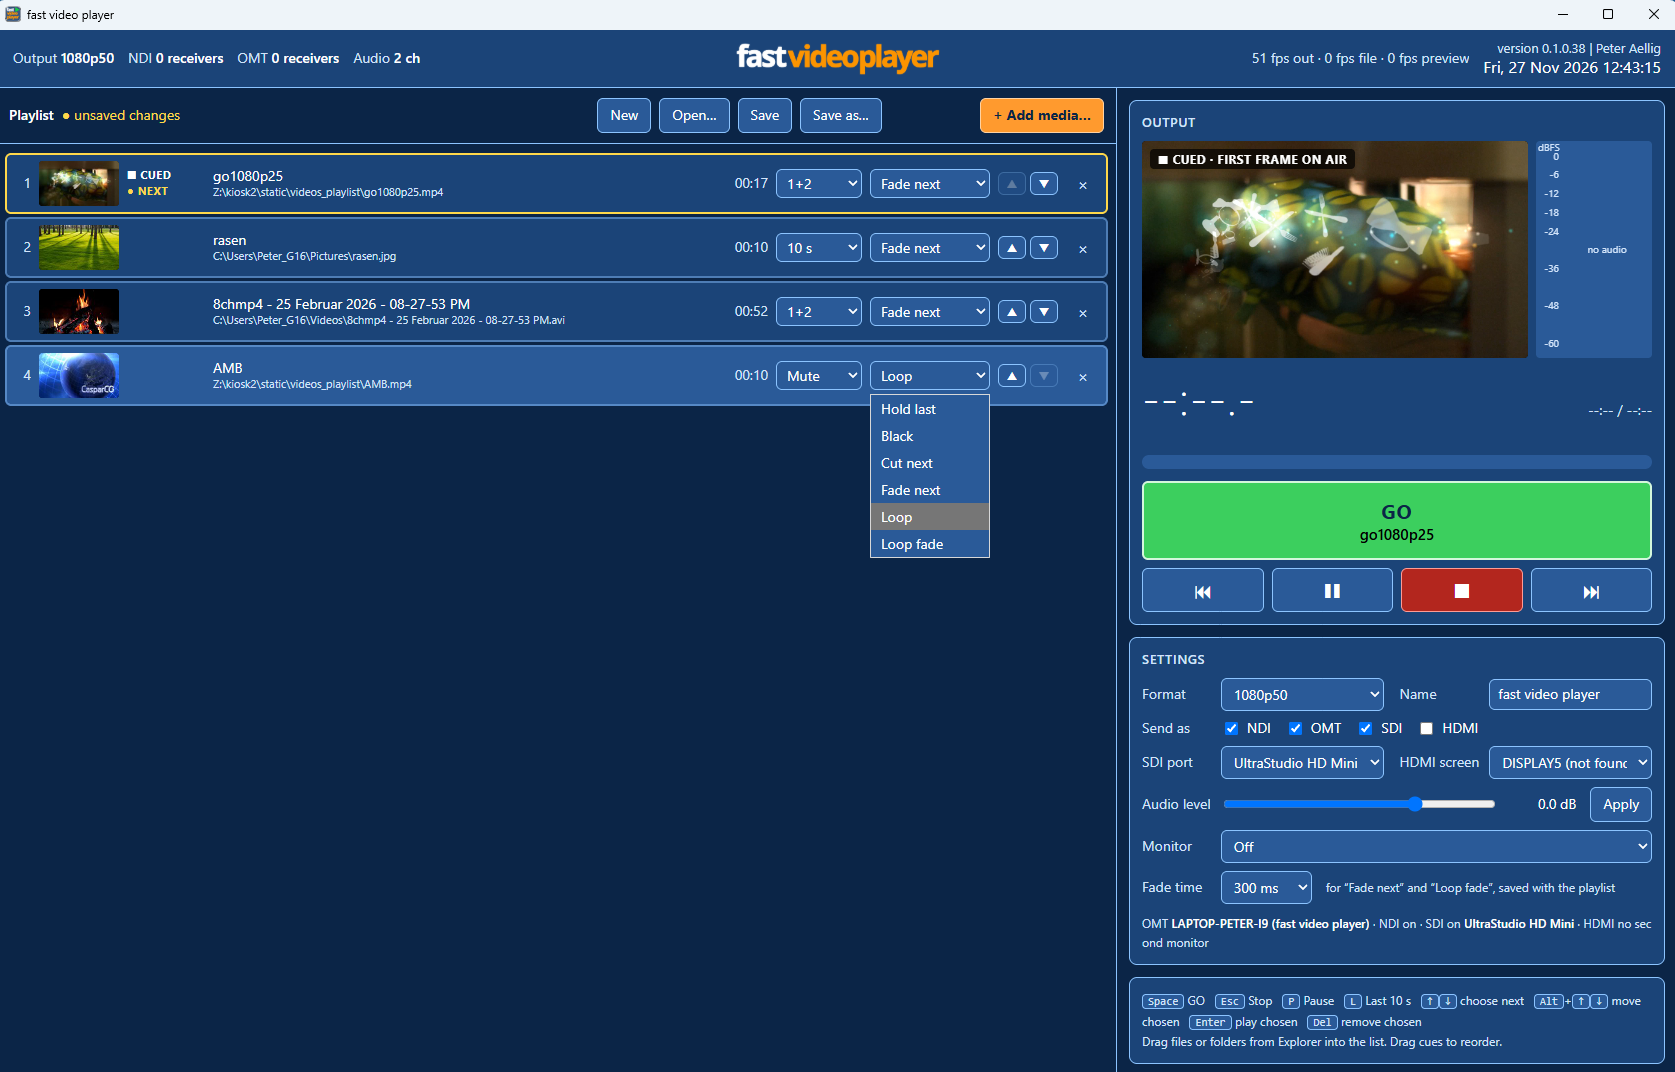 fast video player
Output 1080p50 NDI 0 receivers OMT 0 receivers Audio 2 ch
fastvideoplayer
51 fps out · 0 fps file · 0 fps preview
version 0.1.0.38 | Peter Aellig
Fri, 27 Nov 2026 12:43:15
Playlist ● unsaved changes
New Open... Save Save as... + Add media...
1 ■ CUED ● NEXT go1080p25 00:17 1+2 Fade next ▲ ▼ ×
Z:\kiosk2\static\videos_playlist\go1080p25.mp4
2 rasen 00:10 10 s Fade next ▲ ▼ ×
C:\Users\Peter_G16\Pictures\rasen.jpg
3 8chmp4 - 25 Februar 2026 - 08-27-53 PM 00:52 1+2 Fade next ▲ ▼ ×
C:\Users\Peter_G16\Videos\8chmp4 - 25 Februar 2026 - 08-27-53 PM.avi
4 CasparCG AMB 00:10 Mute Loop ▲ ▼ ×
Z:\kiosk2\static\videos_playlist\AMB.mp4
Hold last
Black
Cut next
Fade next
Loop
Loop fade
OUTPUT
■ CUED · FIRST FRAME ON AIR
dBFS
0
-6
-12
-18
-24
-36
-48
-60
no audio
--:--.-
--:-- / --:--
GO
go1080p25
SETTINGS
Format 1080p50 Name fast video player
Send as NDI OMT SDI HDMI
SDI port UltraStudio HD Mini HDMI screen DISPLAY5 (not found
Audio level 0.0 dB Apply
Monitor Off
Fade time 300 ms for “Fade next” and “Loop fade”, saved with the playlist
OMT LAPTOP-PETER-I9 (fast video player) · NDI on · SDI on UltraStudio HD Mini · HDMI no sec
ond monitor
Space GO Esc Stop P Pause L Last 10 s ↑ ↓ choose next Alt + ↑ ↓ move
chosen Enter play chosen Del remove chosen
Drag files or folders from Explorer into the list. Drag cues to reorder.